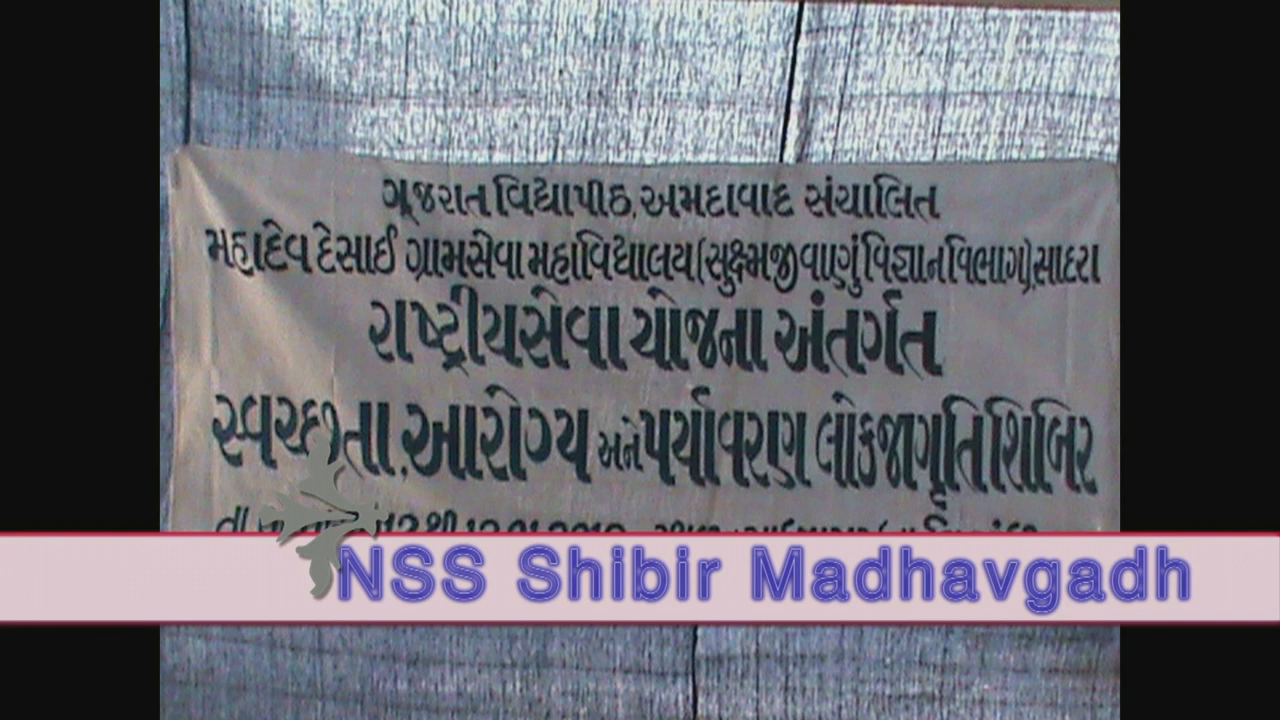 ગૂજરાત વિદ્યાપીઠ, અમદાવાદ સંચાલિત
મહાદેવ દેસાઈ ગ્રામસેવા મહાવિદ્યાલય (સુક્ષ્મજીવાણું વિજ્ઞાન વિભાગ), સાદરા
રાષ્ટ્રીય સેવા યોજના અંતર્ગત
સ્વચ્છતા, આરોગ્ય અને પર્યાવરણ લોકજાગૃતિ શિબિર
NSS Shibir Madhavgadh